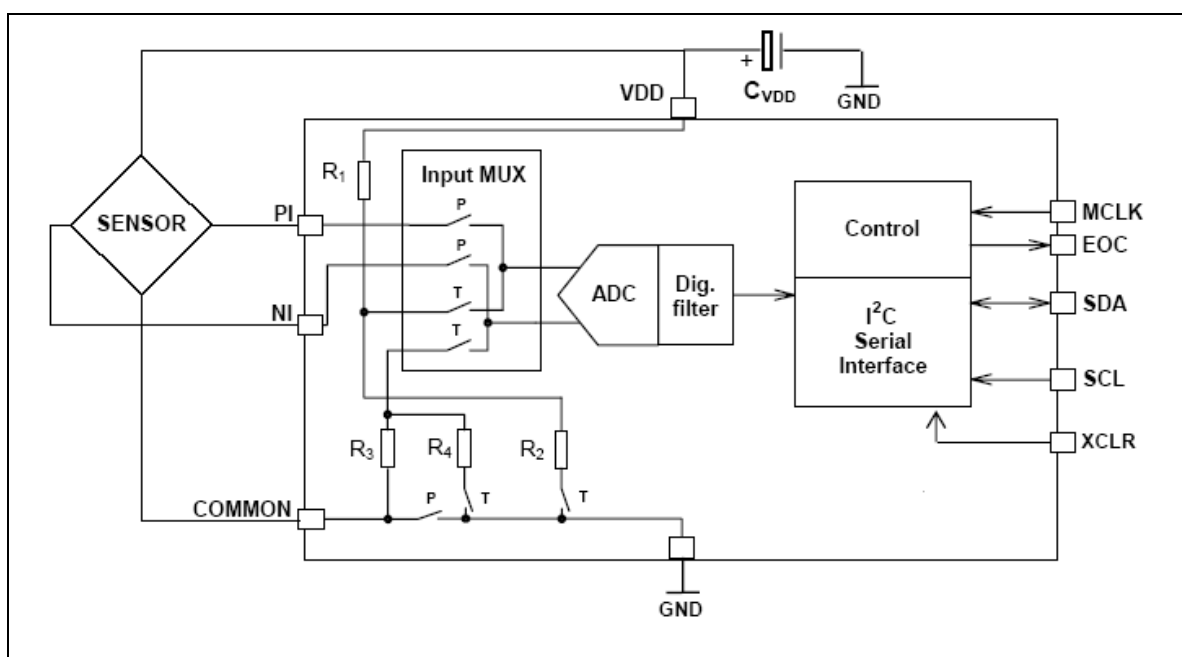 VDD
+
C_VDD
GND
R₁
Input MUX
SENSOR
PI
P
P
T
T
NI
ADC
Dig.
filter
Control
I²C
Serial
Interface
MCLK
EOC
SDA
SCL
XCLR
R₃
R₄
R₂
COMMON
P
T
T
GND